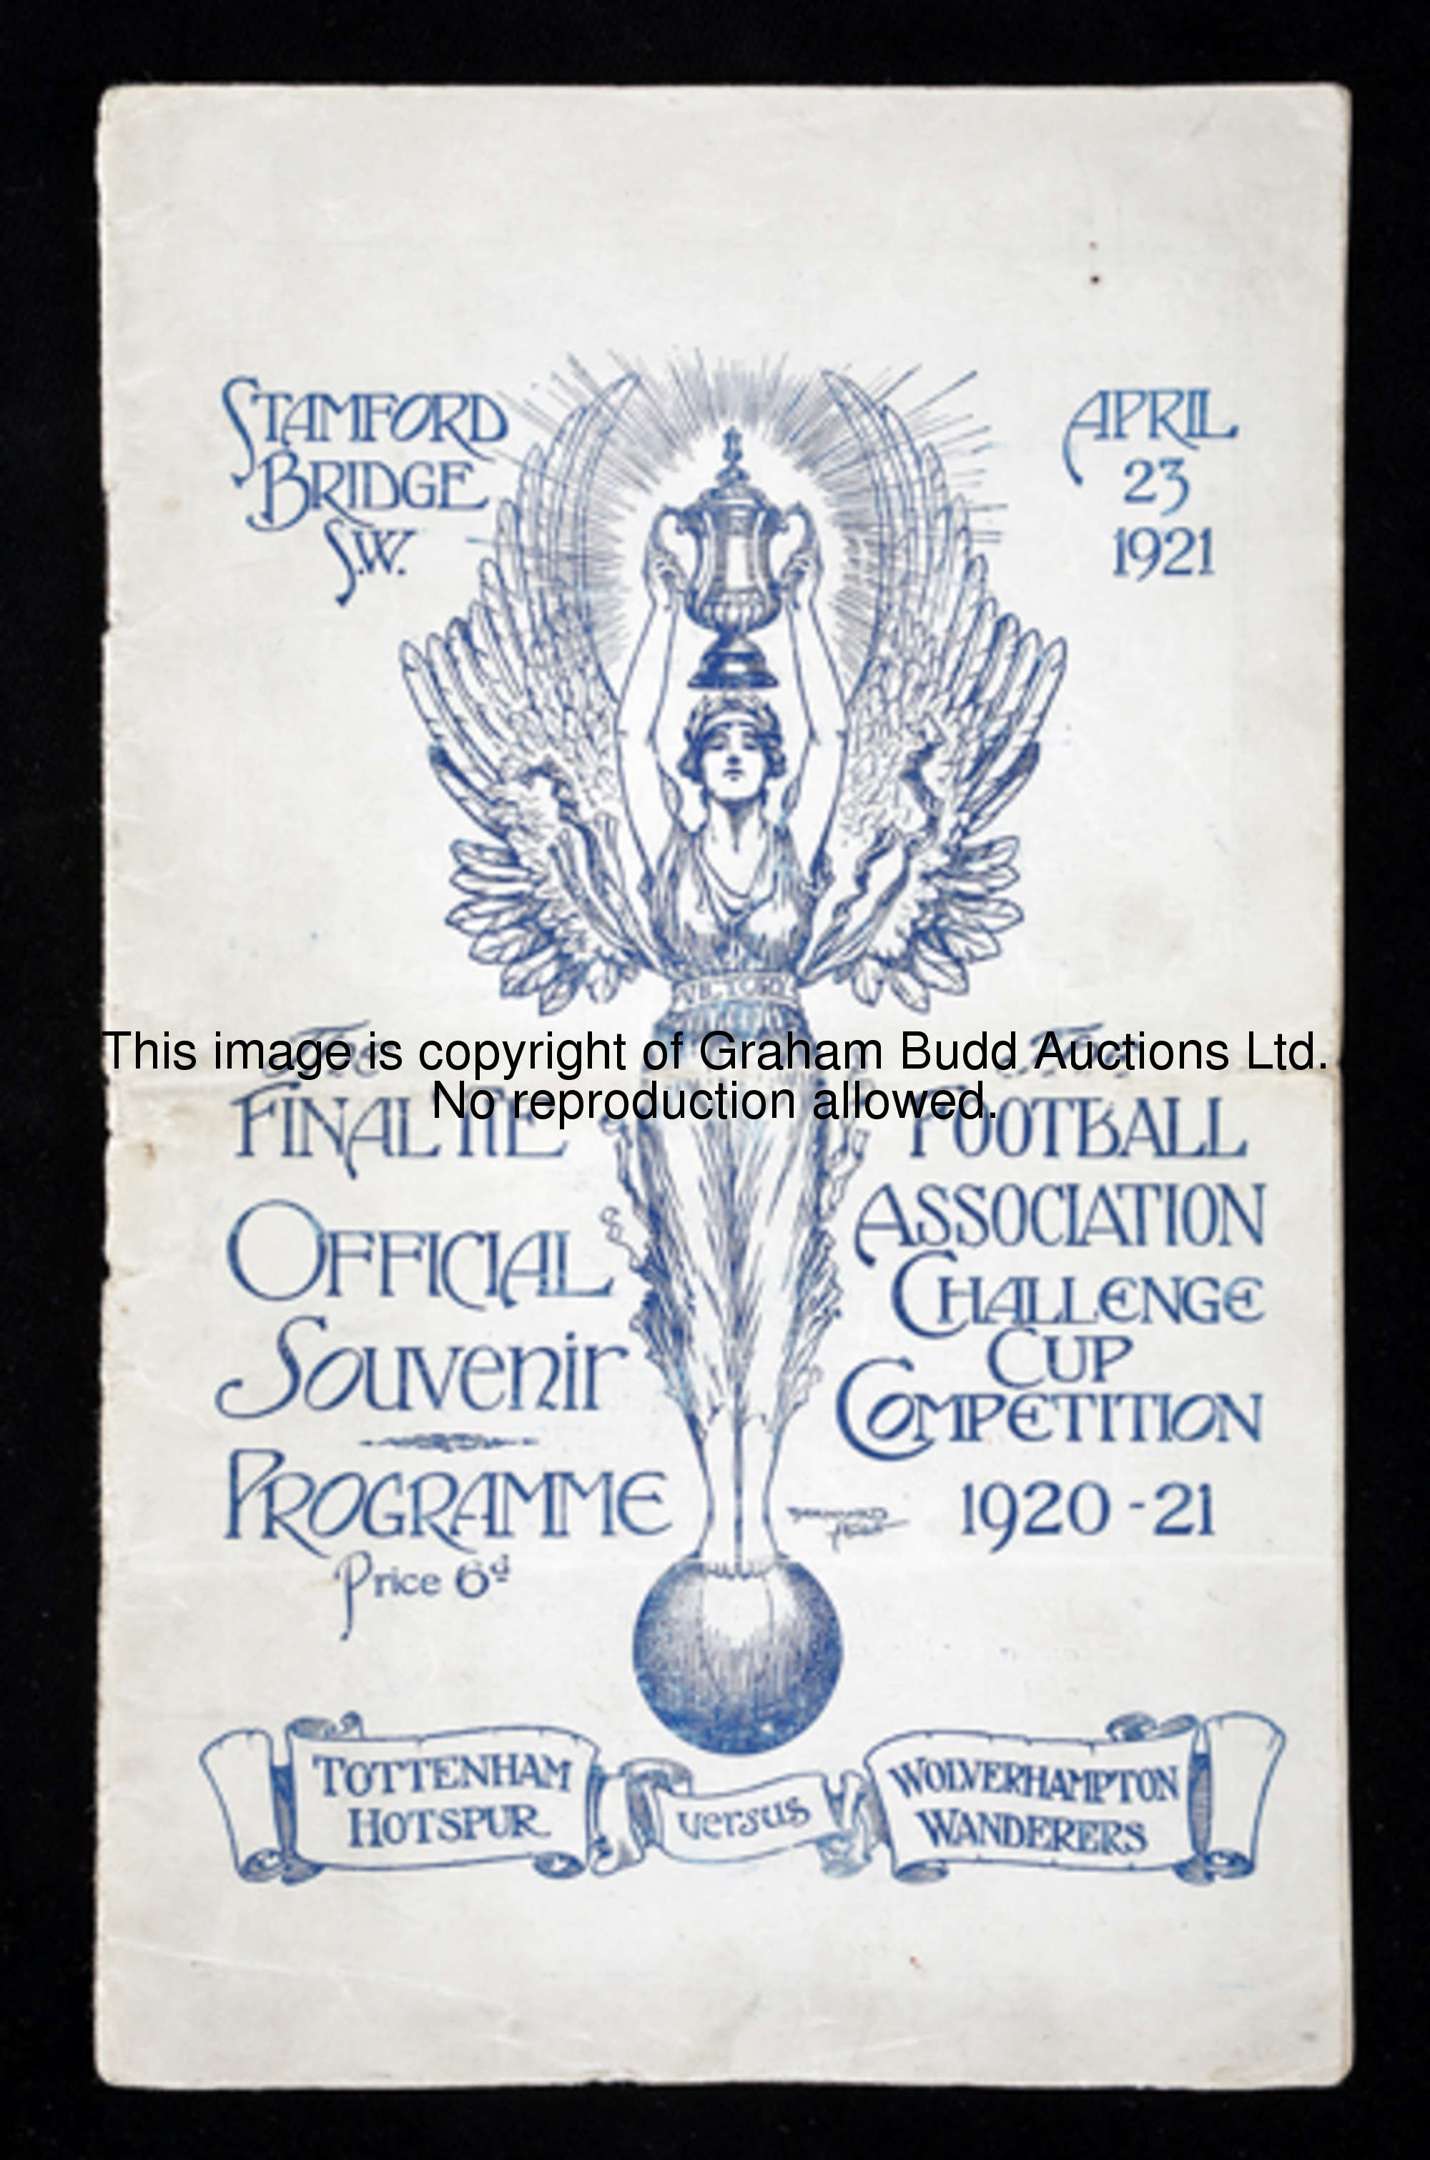 STAMFORD
BRIDGE
S.W.
APRIL
23
1921
VICTORY
This image is copyright of Graham Budd Auctions Ltd.
No reproduction allowed.
FINAL TIE
OFFICIAL
Souvenir
PROGRAMME
Price 6d
FOOTBALL
ASSOCIATION
CHALLENGE
CUP
COMPETITION
1920-21
TOTTENHAM
HOTSPUR
versus
WOLVERHAMPTON
WANDERERS